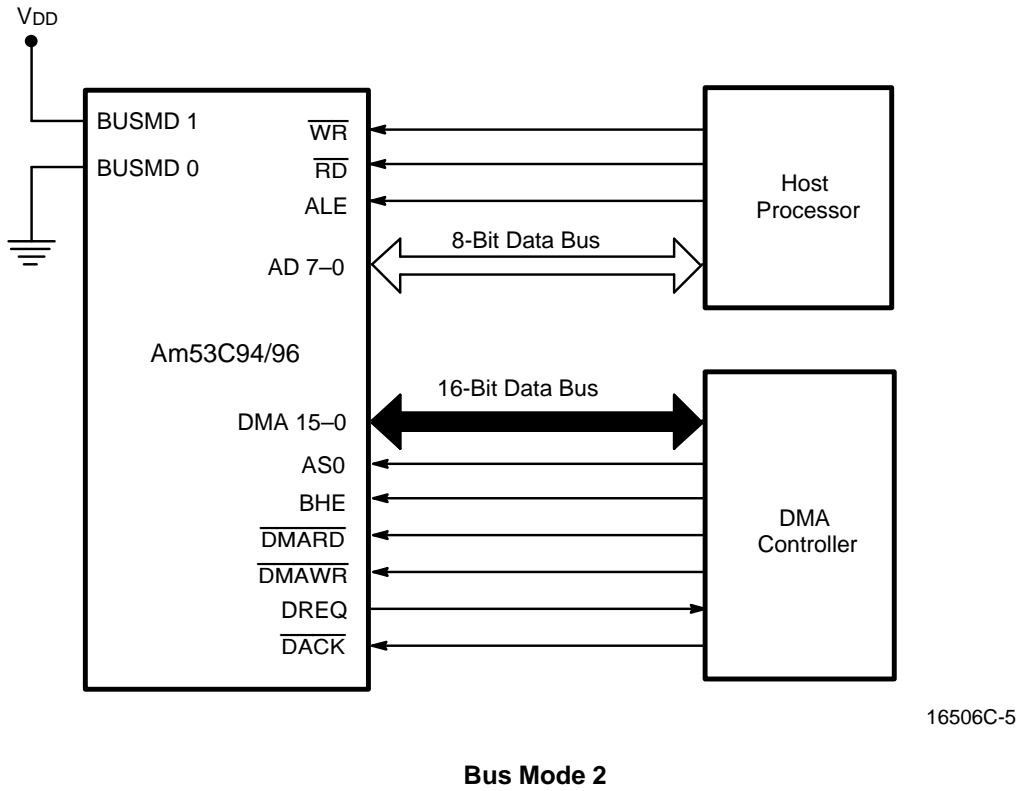 VDD
BUSMD 1
BUSMD 0
WR
RD
ALE
AD 7–0
8-Bit Data Bus
Host
Processor
Am53C94/96
16-Bit Data Bus
DMA 15–0
AS0
BHE
DMARD
DMAWR
DREQ
DACK
DMA
Controller
16506C-5
Bus Mode 2